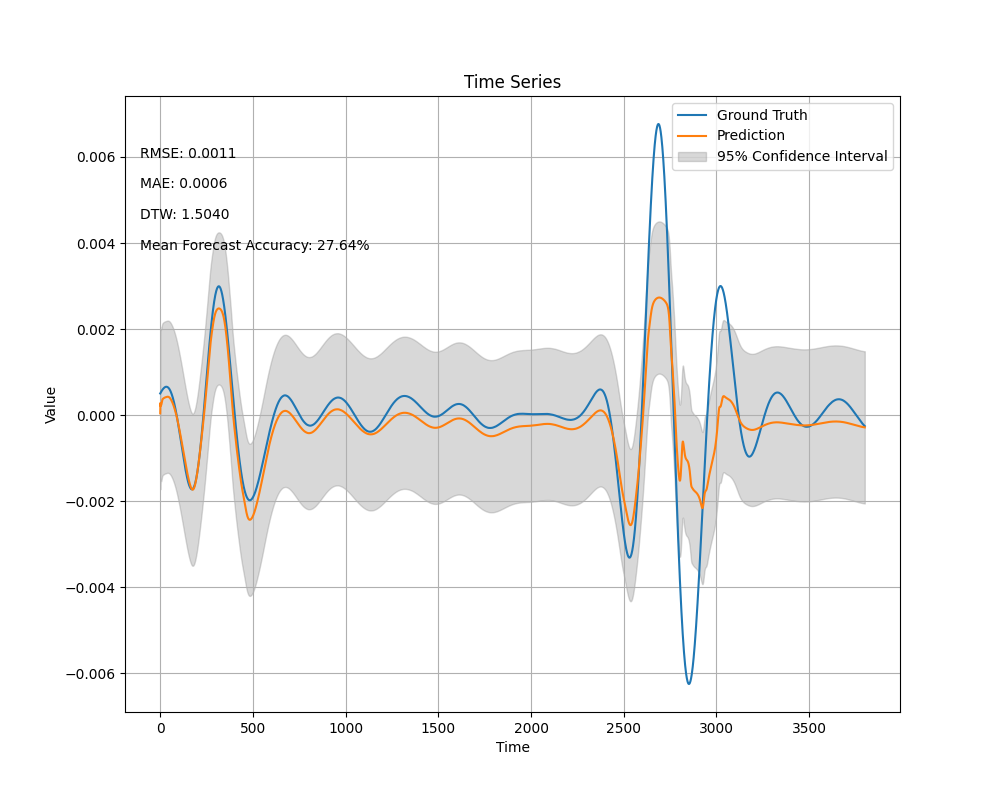 Time Series
Ground Truth
Prediction
95% Confidence Interval
RMSE: 0.0011
MAE: 0.0006
DTW: 1.5040
Mean Forecast Accuracy: 27.64%
0.006
0.004
0.002
0.000
−0.002
−0.004
−0.006
Value
0 500 1000 1500 2000 2500 3000 3500
Time